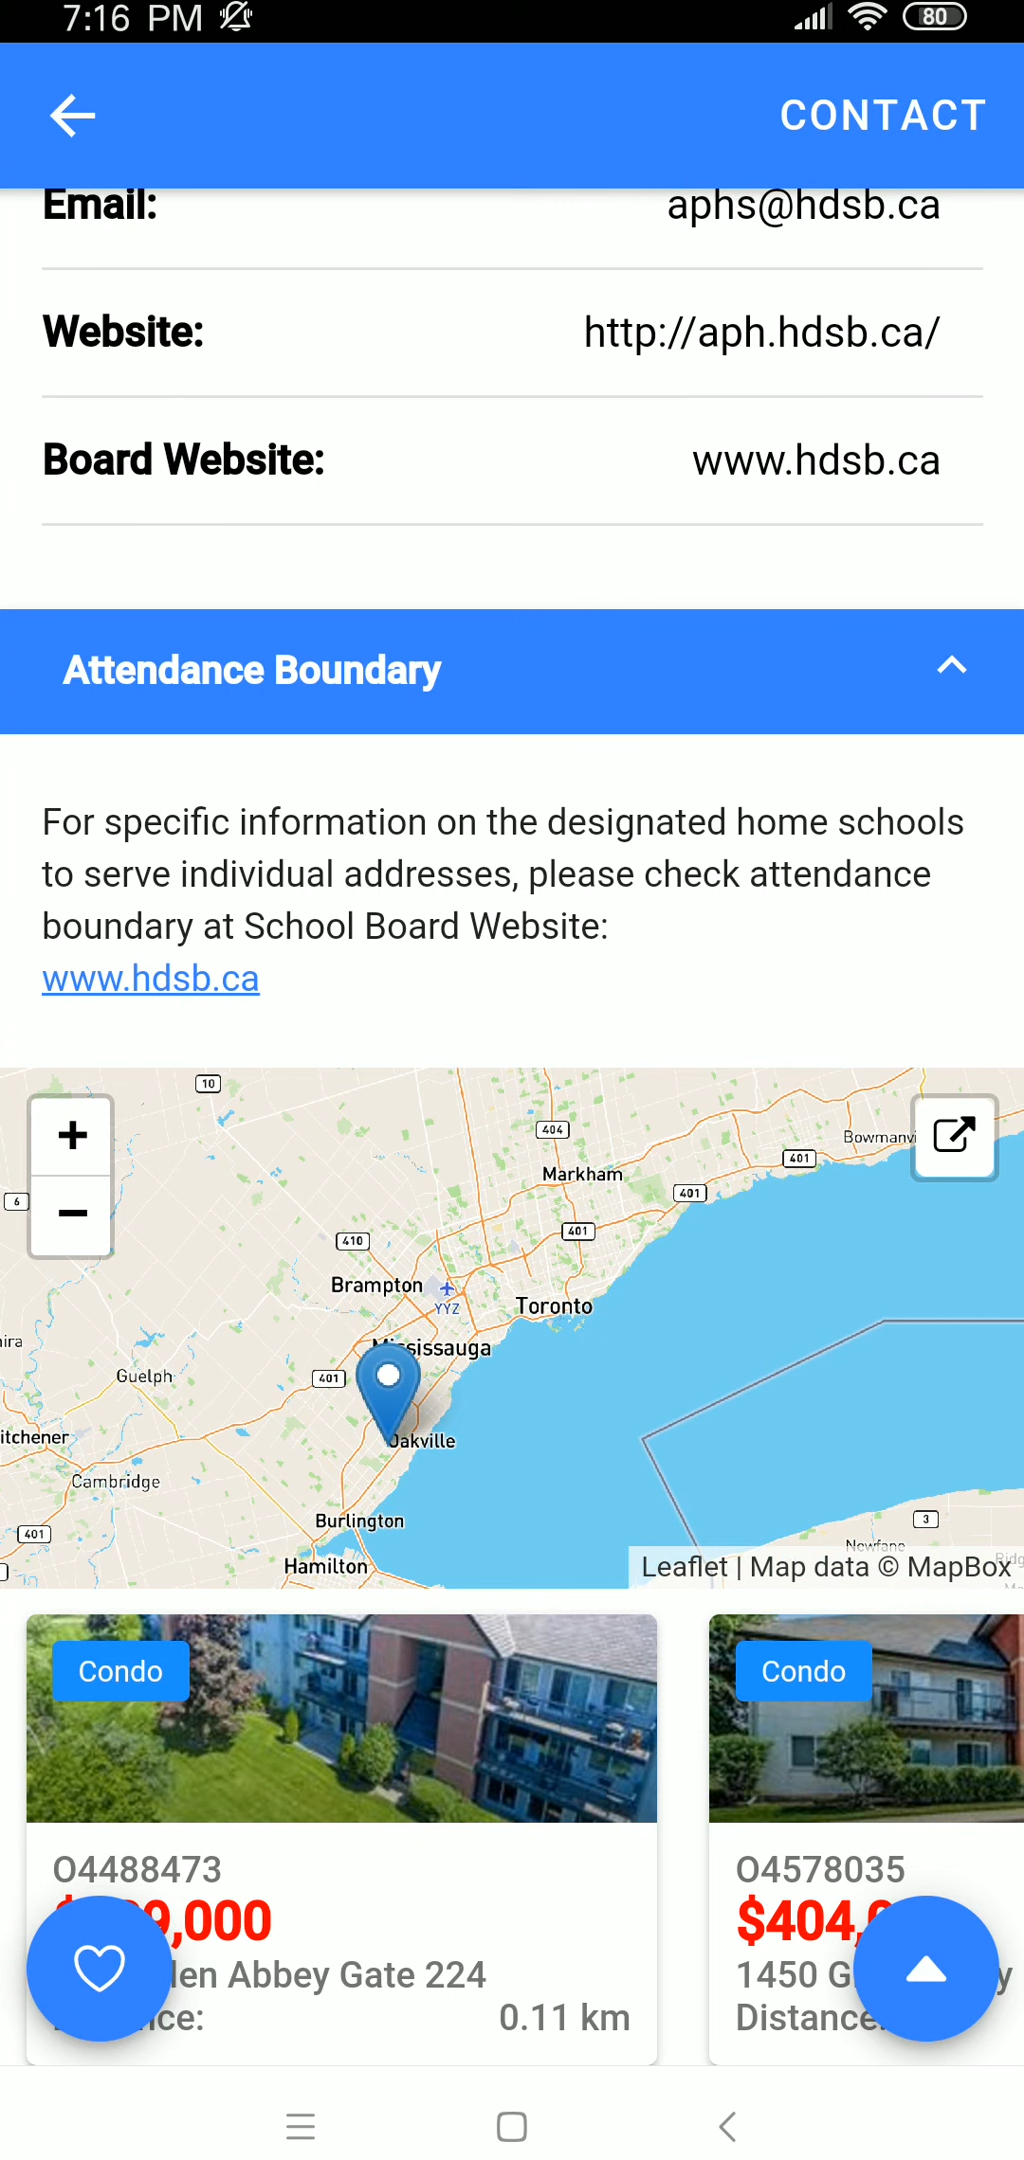 7:16 PM
80
CONTACT
Email: aphs@hdsb.ca
Website: http://aph.hdsb.ca/
Board Website: www.hdsb.ca
Attendance Boundary
For specific information on the designated home schools
to serve individual addresses, please check attendance
boundary at School Board Website:
www.hdsb.ca
10
404
Bowmanvi
401
Markham
401
6
401
410
Brampton
YYZ
Toronto
Mississauga
Guelph
401
itchener
Oakville
Cambridge
Burlington
3
401
Hamilton
Newfane
Leaflet | Map data © MapBox
Condo
Condo
O4488473
O4578035
9,000
$404,
len Abbey Gate 224
1450 G
0.11 km
Distance: